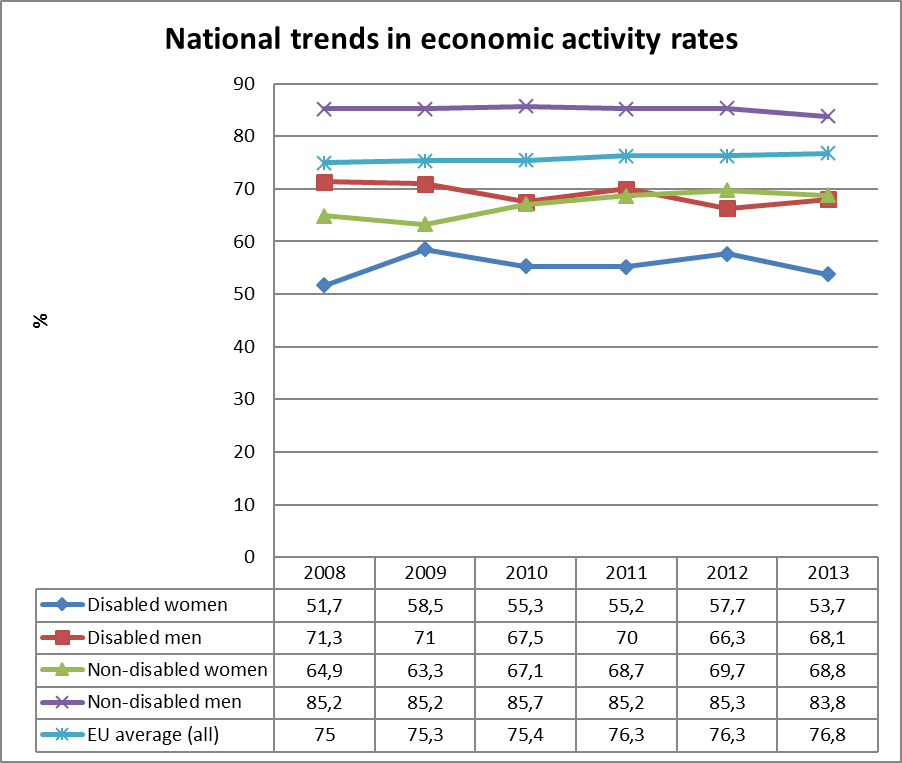 National trends in economic activity rates
90
80
70
60
50
40
30
20
10
0
%
2008 2009 2010 2011 2012 2013
Disabled women 51,7 58,5 55,3 55,2 57,7 53,7
Disabled men 71,3 71 67,5 70 66,3 68,1
Non-disabled women 64,9 63,3 67,1 68,7 69,7 68,8
Non-disabled men 85,2 85,2 85,7 85,2 85,3 83,8
EU average (all) 75 75,3 75,4 76,3 76,3 76,8